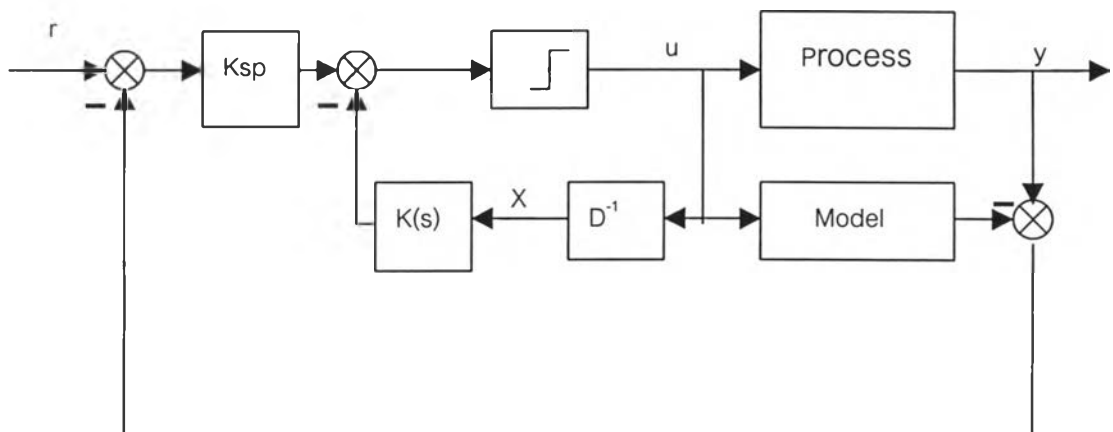 r
Ksp
u
Process
y
K(s)
X
D⁻¹
Model